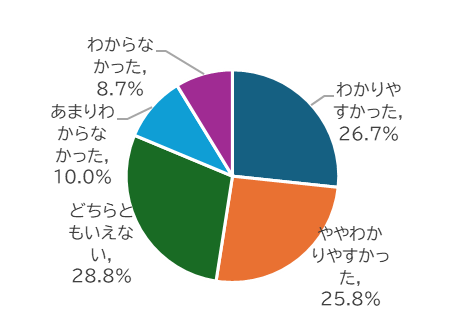 わかりや
すかった,
26.7%
ややわか
りやすかっ
た,
25.8%
どちらと
もいえな
い,
28.8%
あまりわ
からな
かった,
10.0%
わからな
かった,
8.7%